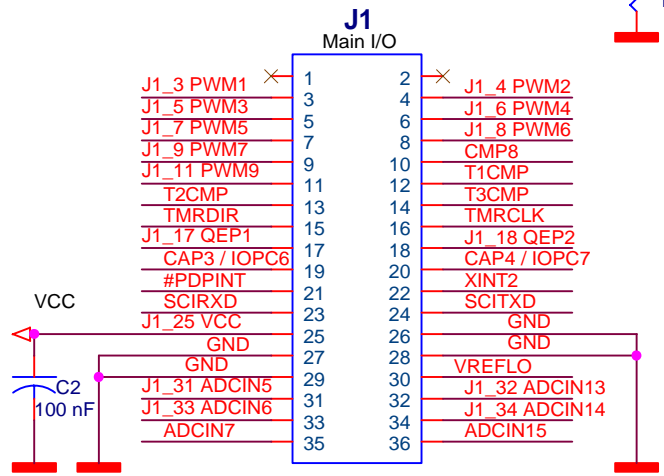 J1
Main I/O
1 2
J1_3 PWM1 3 4 J1_4 PWM2
J1_5 PWM3 5 6 J1_6 PWM4
J1_7 PWM5 7 8 J1_8 PWM6
J1_9 PWM7 9 10 CMP8
J1_11 PWM9 11 12 T1CMP
T2CMP 13 14 T3CMP
TMRDIR 15 16 TMRCLK
J1_17 QEP1 17 18 J1_18 QEP2
CAP3 / IOPC6 19 20 CAP4 / IOPC7
#PDPINT 21 22 XINT2
SCIRXD 23 24 SCITXD
VCC
J1_25 VCC 25 26 GND
GND 27 28 GND
GND 29 30 VREFLO
J1_31 ADCIN5 31 32 J1_32 ADCIN13
J1_33 ADCIN6 33 34 J1_34 ADCIN14
ADCIN7 35 36 ADCIN15
C2
100 nF